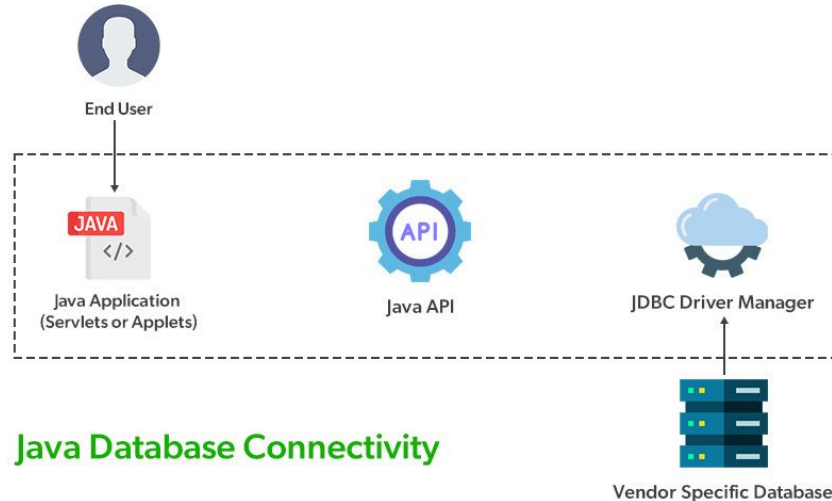 End User
JAVA
</>
Java Application
(Servlets or Applets)
API
Java API
JDBC Driver Manager
Java Database Connectivity
Vendor Specific Database